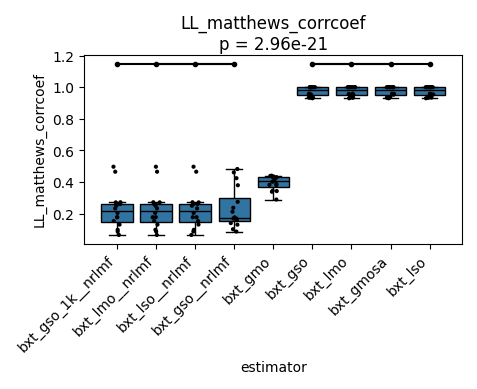 LL_matthews_corrcoef
p = 2.96e-21
LL_matthews_corrcoef
1.2
1.0
0.8
0.6
0.4
0.2
bxt_gso_1k__nrlmf
bxt_lmo__nrlmf
bxt_lso__nrlmf
bxt_gso__nrlmf
bxt_gmo
bxt_gso
bxt_lmo
bxt_gmosa
bxt_lso
estimator